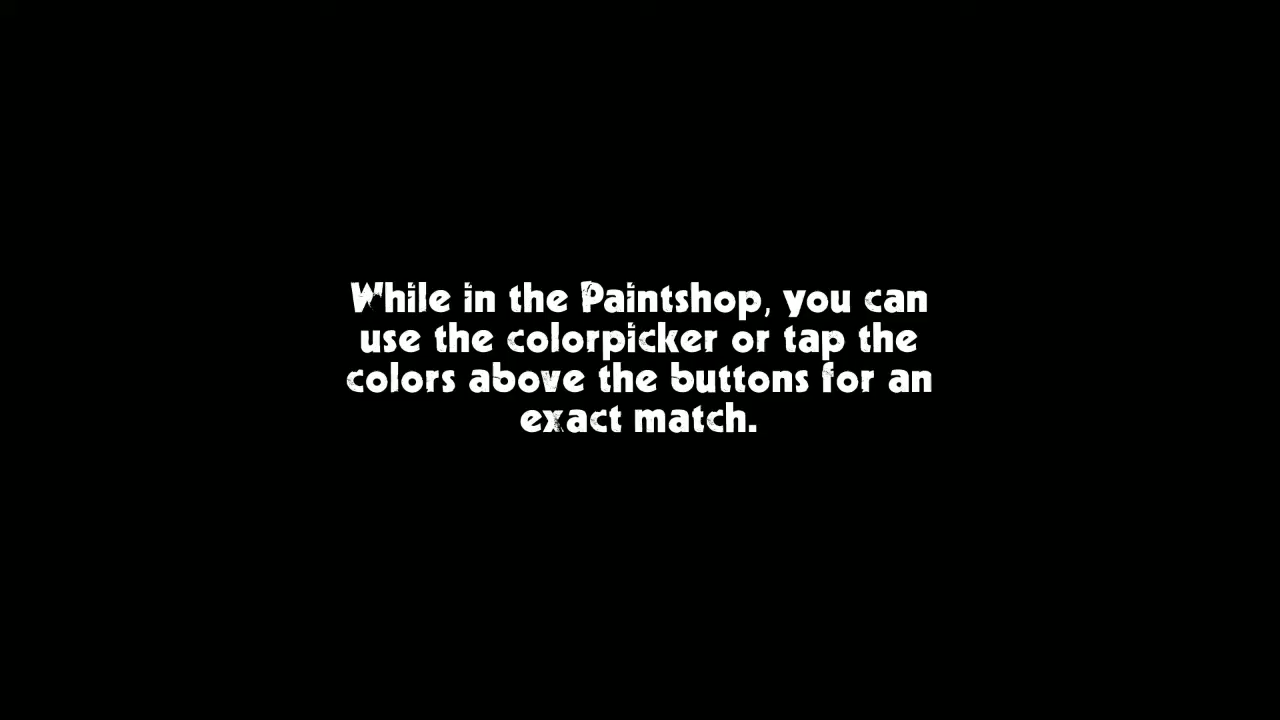 While in the Paintshop, you can
use the colorpicker or tap the
colors above the buttons for an
exact match.